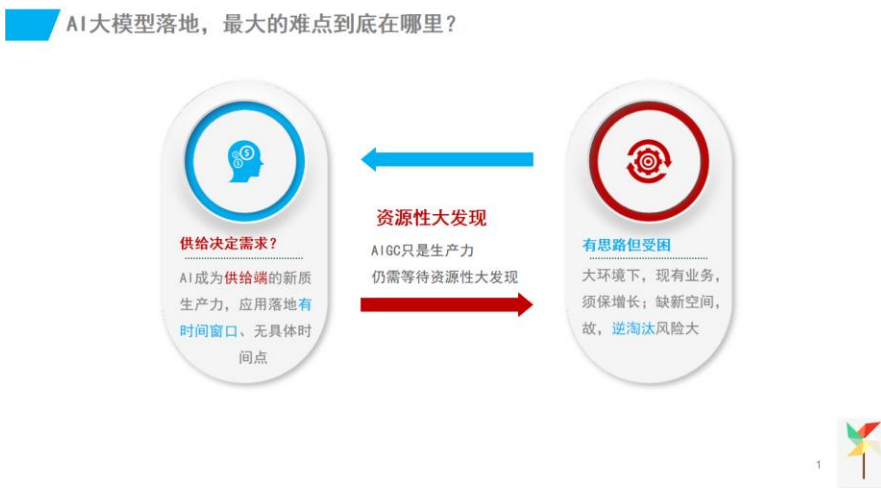 AI大模型落地，最大的难点到底在哪里？
供给决定需求？
AI成为供给端的新质
生产力，应用落地有
时间窗口、无具体时
间点
资源性大发现
AIGC只是生产力
仍需等待资源性大发现
有思路但受困
大环境下，现有业务，
须保增长；缺新空间，
故，逆淘汰风险大
1